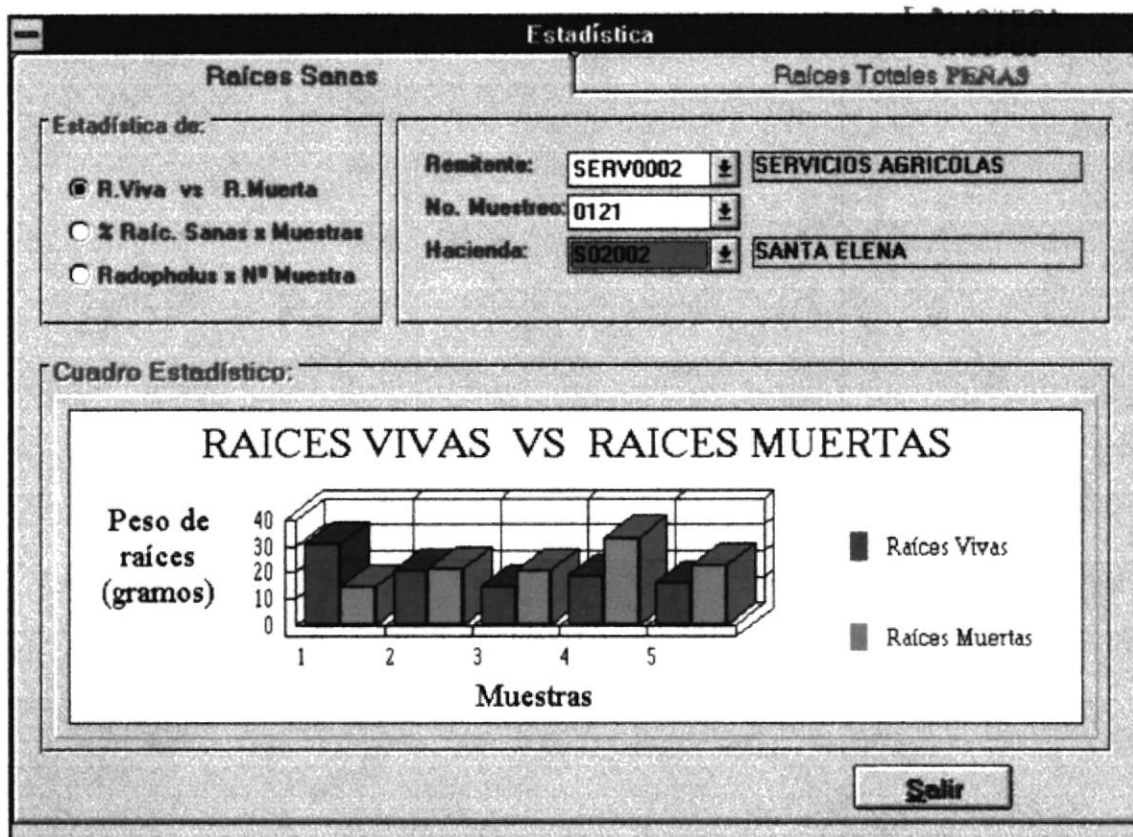 Estadística
Raíces Sanas
Raíces Totales PEÑAS
Estadística de:
R.Viva vs R.Muerta
% Raíc. Sanas x Muestras
Radopholus x Nº Muestra
Remitente: SERV0002 SERVICIOS AGRICOLAS
No. Muestreo: 0121
Hacienda: S02002 SANTA ELENA
Cuadro Estadístico:
RAICES VIVAS VS RAICES MUERTAS
Peso de
raíces
(gramos)
40
30
20
10
0
1 2 3 4 5
Muestras
Raíces Vivas
Raíces Muertas
Salir